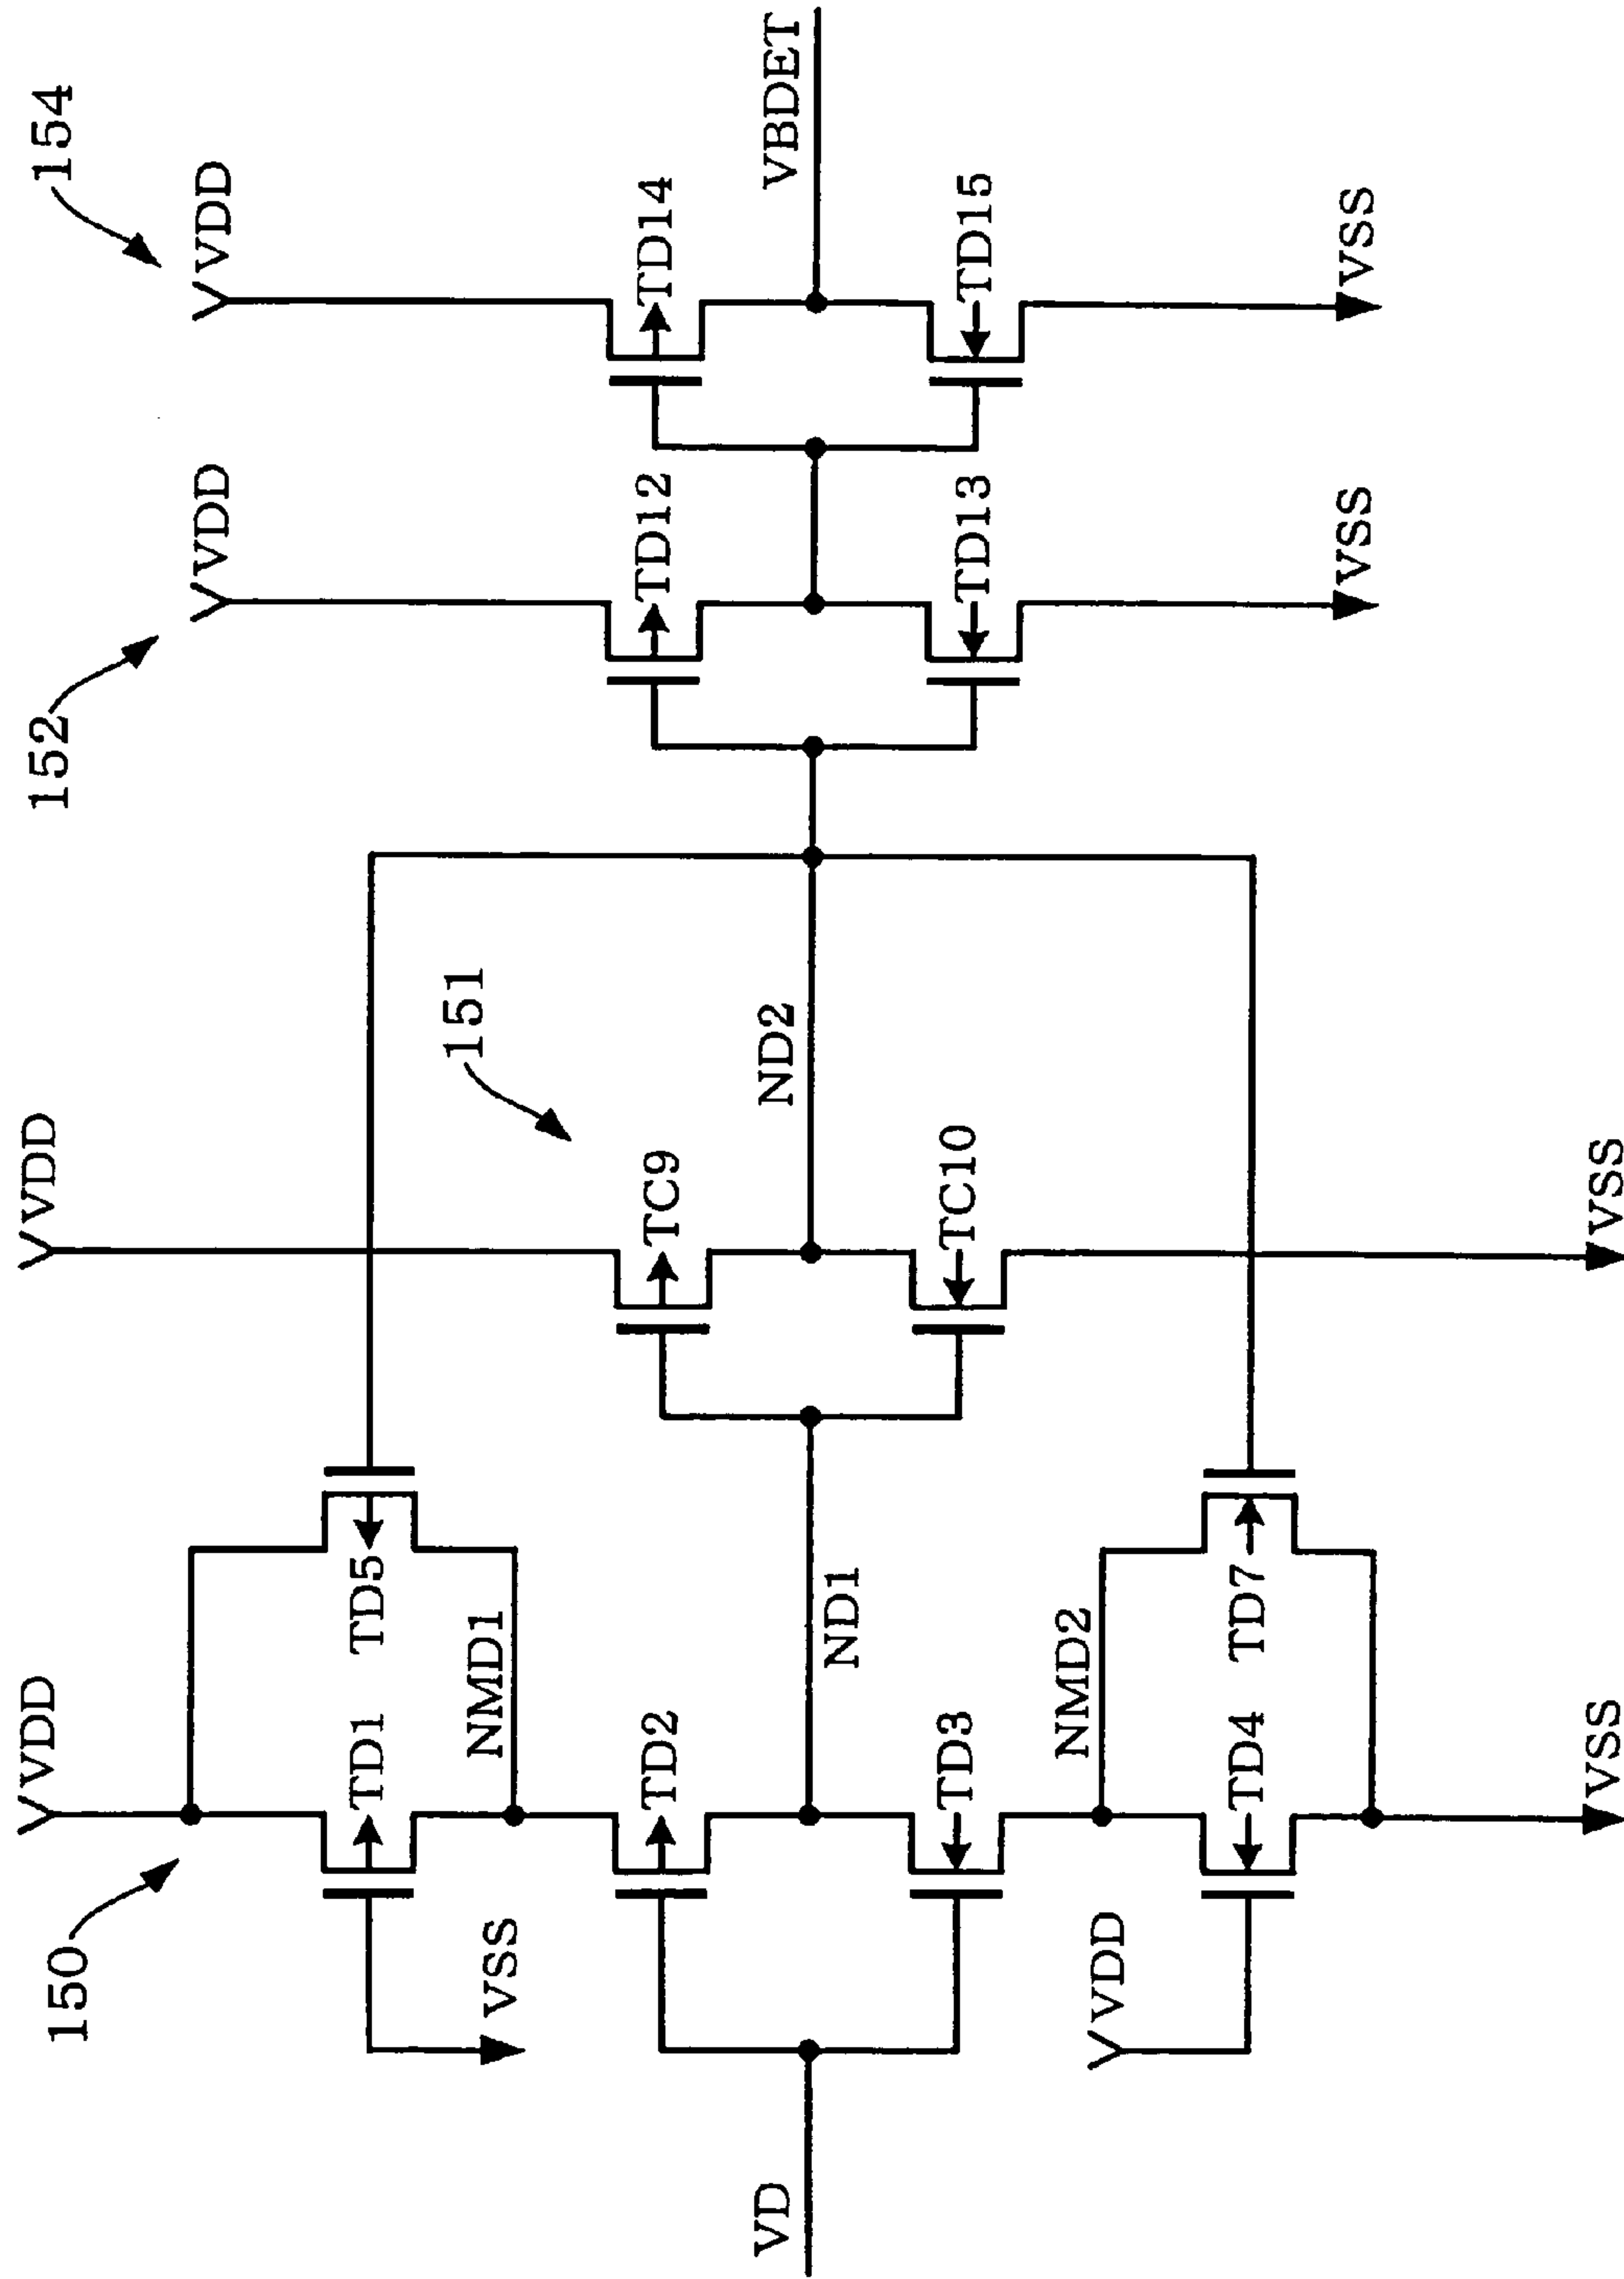 150
152
154
VDD
VDD
VDD
VDD
TD1
TD5
151
VSS
NMD1
TD2
TC9
TD12
TD14
VD
ND1
ND2
VBDET
TD3
TC10
TD13
TD15
VDD
NMD2
TD4
TD7
VSS
VSS
VSS
VSS